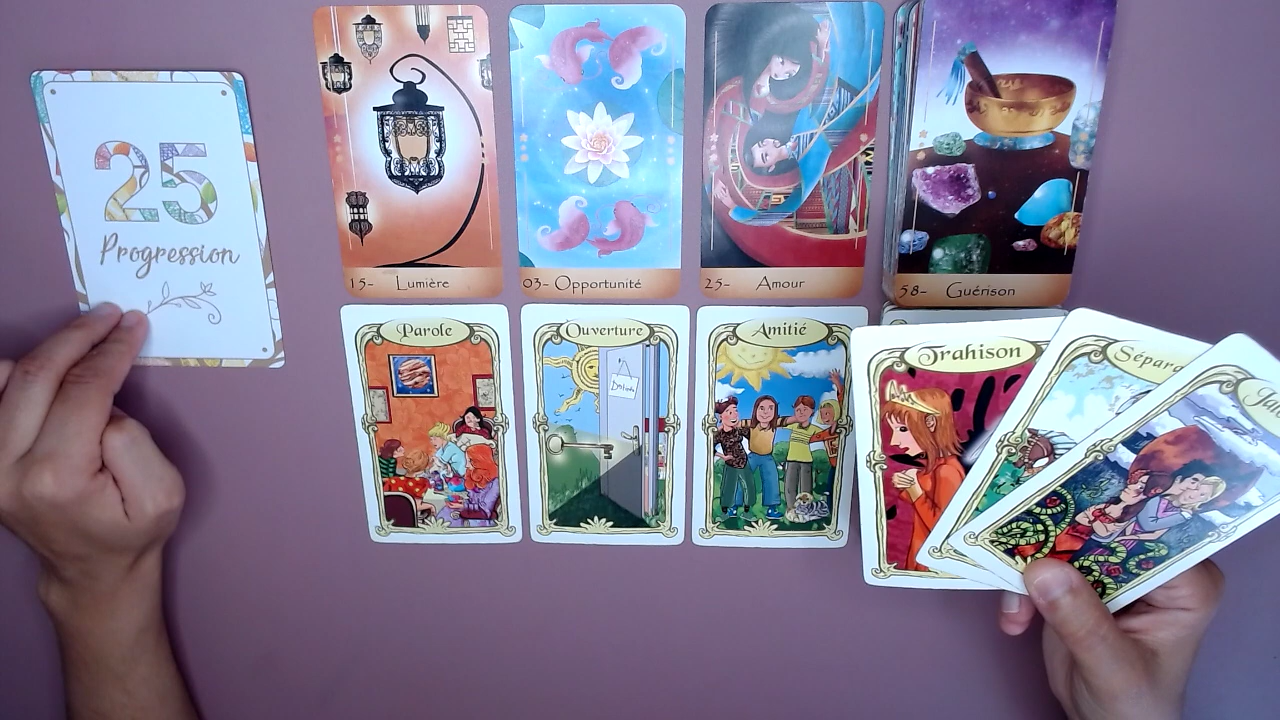 25
Progression
15- Lumière
03- Opportunité
25- Amour
58- Guérison
Parole
Ouverture
Amitié
Trahison